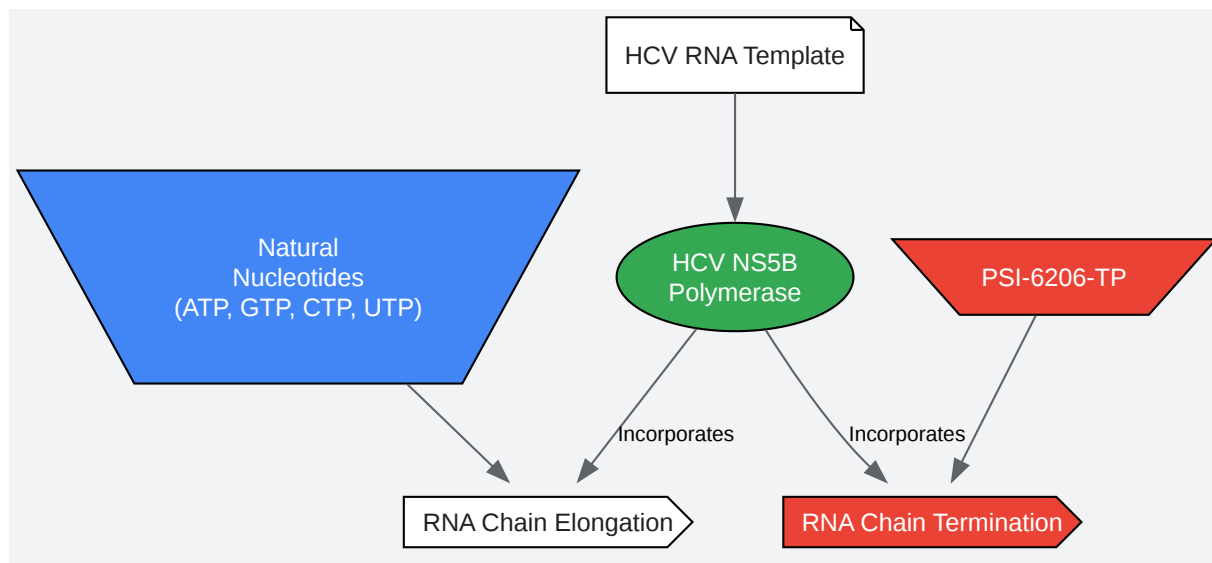 HCV RNA Template
Natural
Nucleotides
(ATP, GTP, CTP, UTP)
HCV NS5B
Polymerase
PSI-6206-TP
Incorporates
Incorporates
RNA Chain Elongation
RNA Chain Termination